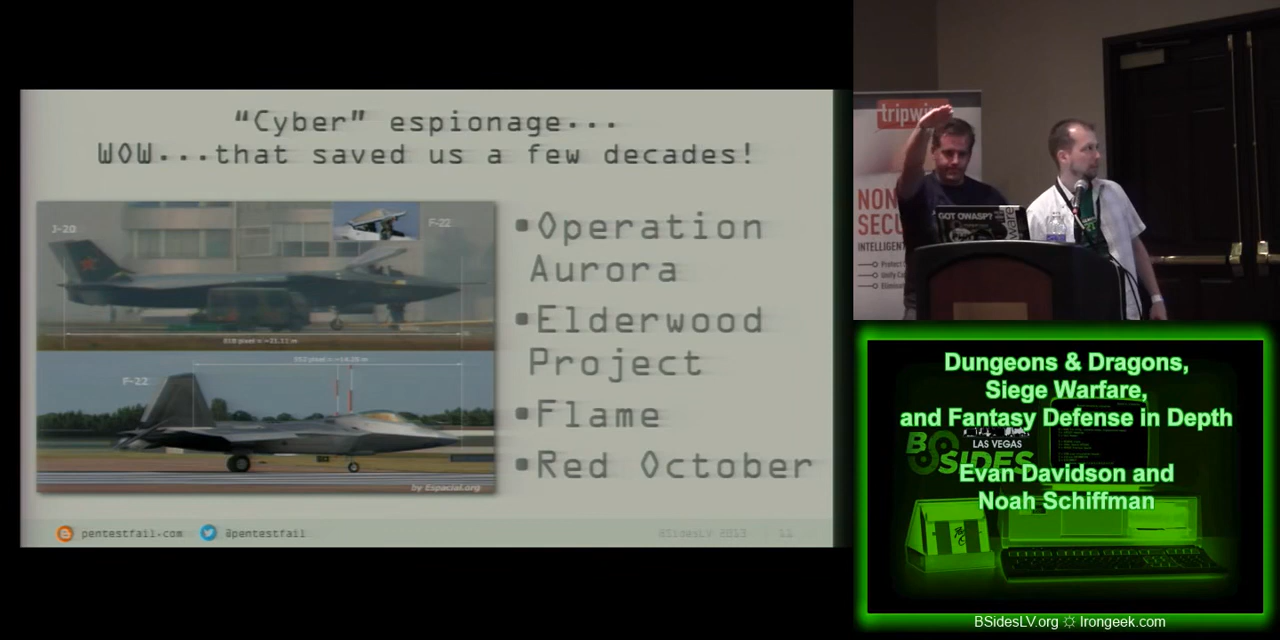 “Cyber” espionage...
WOW...that saved us a few decades!
J-20
F-22
F-22
by Espacial.org
▪Operation
Aurora
▪Elderwood
Project
▪Flame
▪Red October
pentestfail.com
@pentestfail
BSidesLV 2013
11
GOT OWASP?
Dungeons & Dragons,
Siege Warfare,
and Fantasy Defense in Depth
LAS VEGAS
BSIDES
Evan Davidson and
Noah Schiffman
BSidesLV.org ☼ Irongeek.com